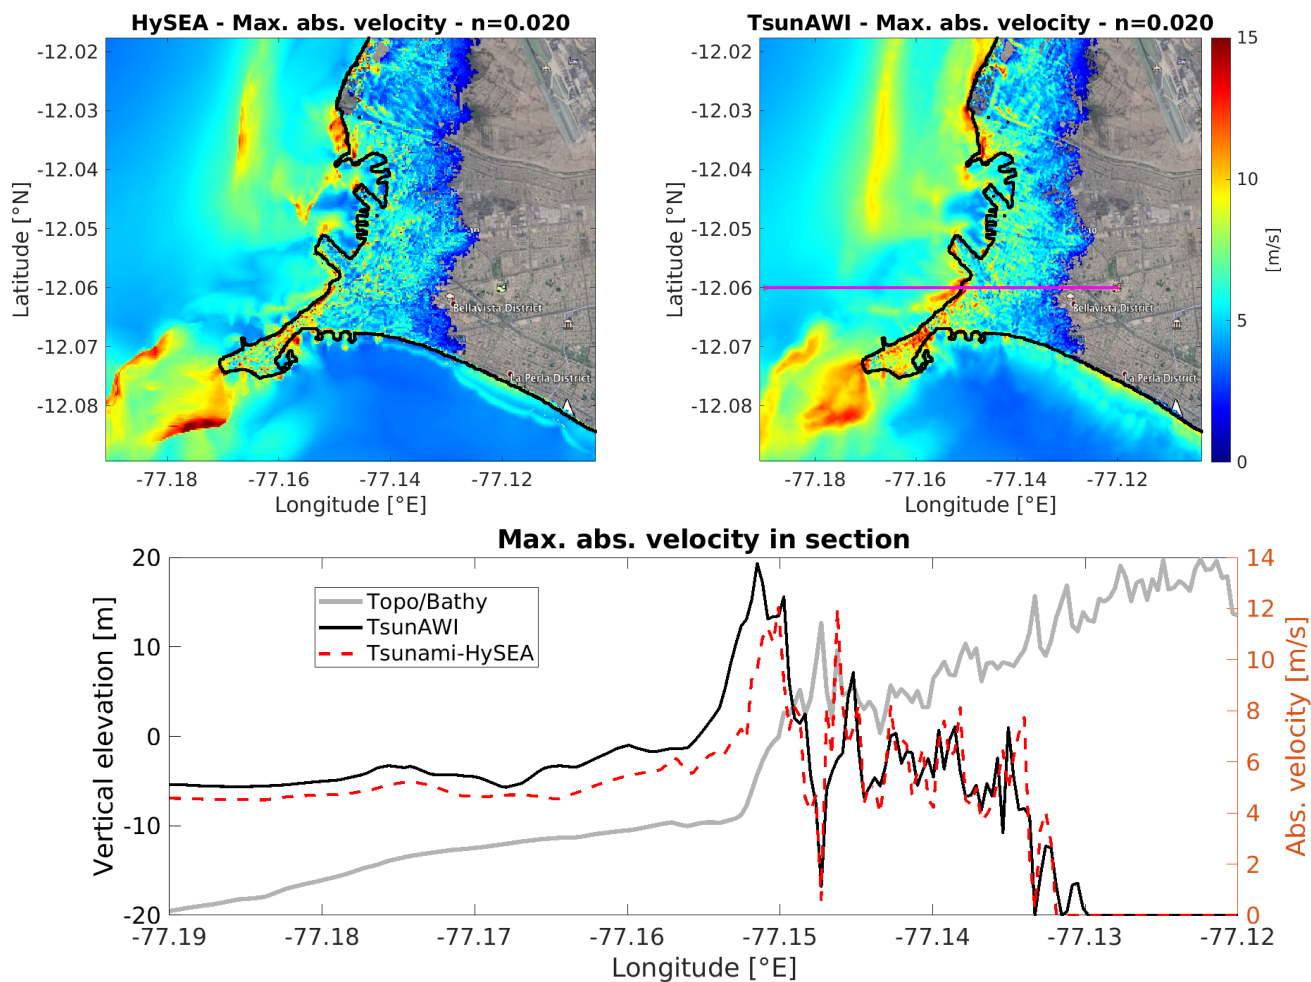 HySEA - Max. abs. velocity - n=0.020
-12.02
-12.03
-12.04
-12.05
-12.06
-12.07
-12.08
Latitude [°N]
-77.18
-77.16
-77.14
-77.12
Longitude [°E]
Bellavista District
La Perla District
TsunAWI - Max. abs. velocity - n=0.020
-12.02
-12.03
-12.04
-12.05
-12.06
-12.07
-12.08
Latitude [°N]
-77.18
-77.16
-77.14
-77.12
Longitude [°E]
Bellavista District
La Perla District
15
10
5
0
[m/s]
Max. abs. velocity in section
20
10
0
-10
-20
Vertical elevation [m]
Topo/Bathy
TsunAWI
Tsunami-HySEA
14
12
10
8
6
4
2
0
Abs. velocity [m/s]
-77.19
-77.18
-77.17
-77.16
-77.15
-77.14
-77.13
-77.12
Longitude [°E]